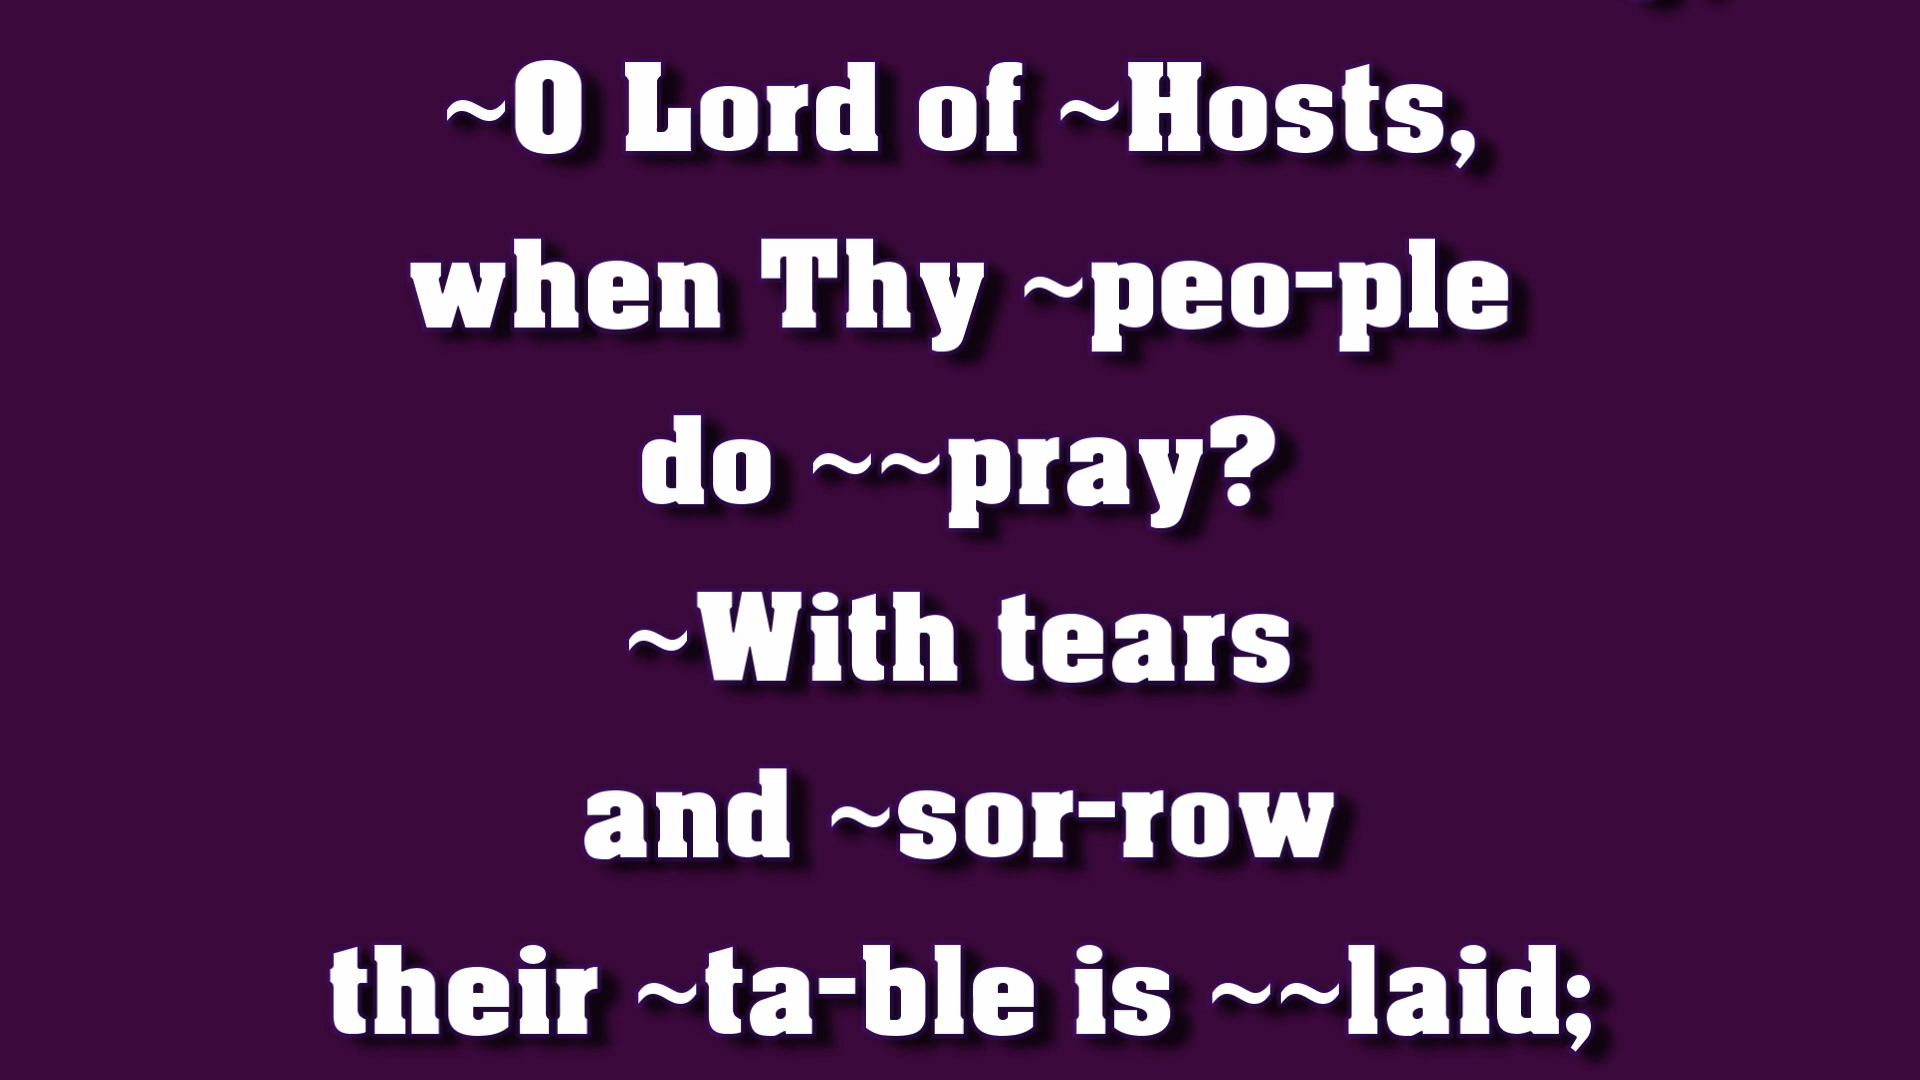 ~O Lord of ~Hosts,
when Thy ~peo-ple
do ~~pray?
~With tears
and ~sor-row
their ~ta-ble is ~~laid;